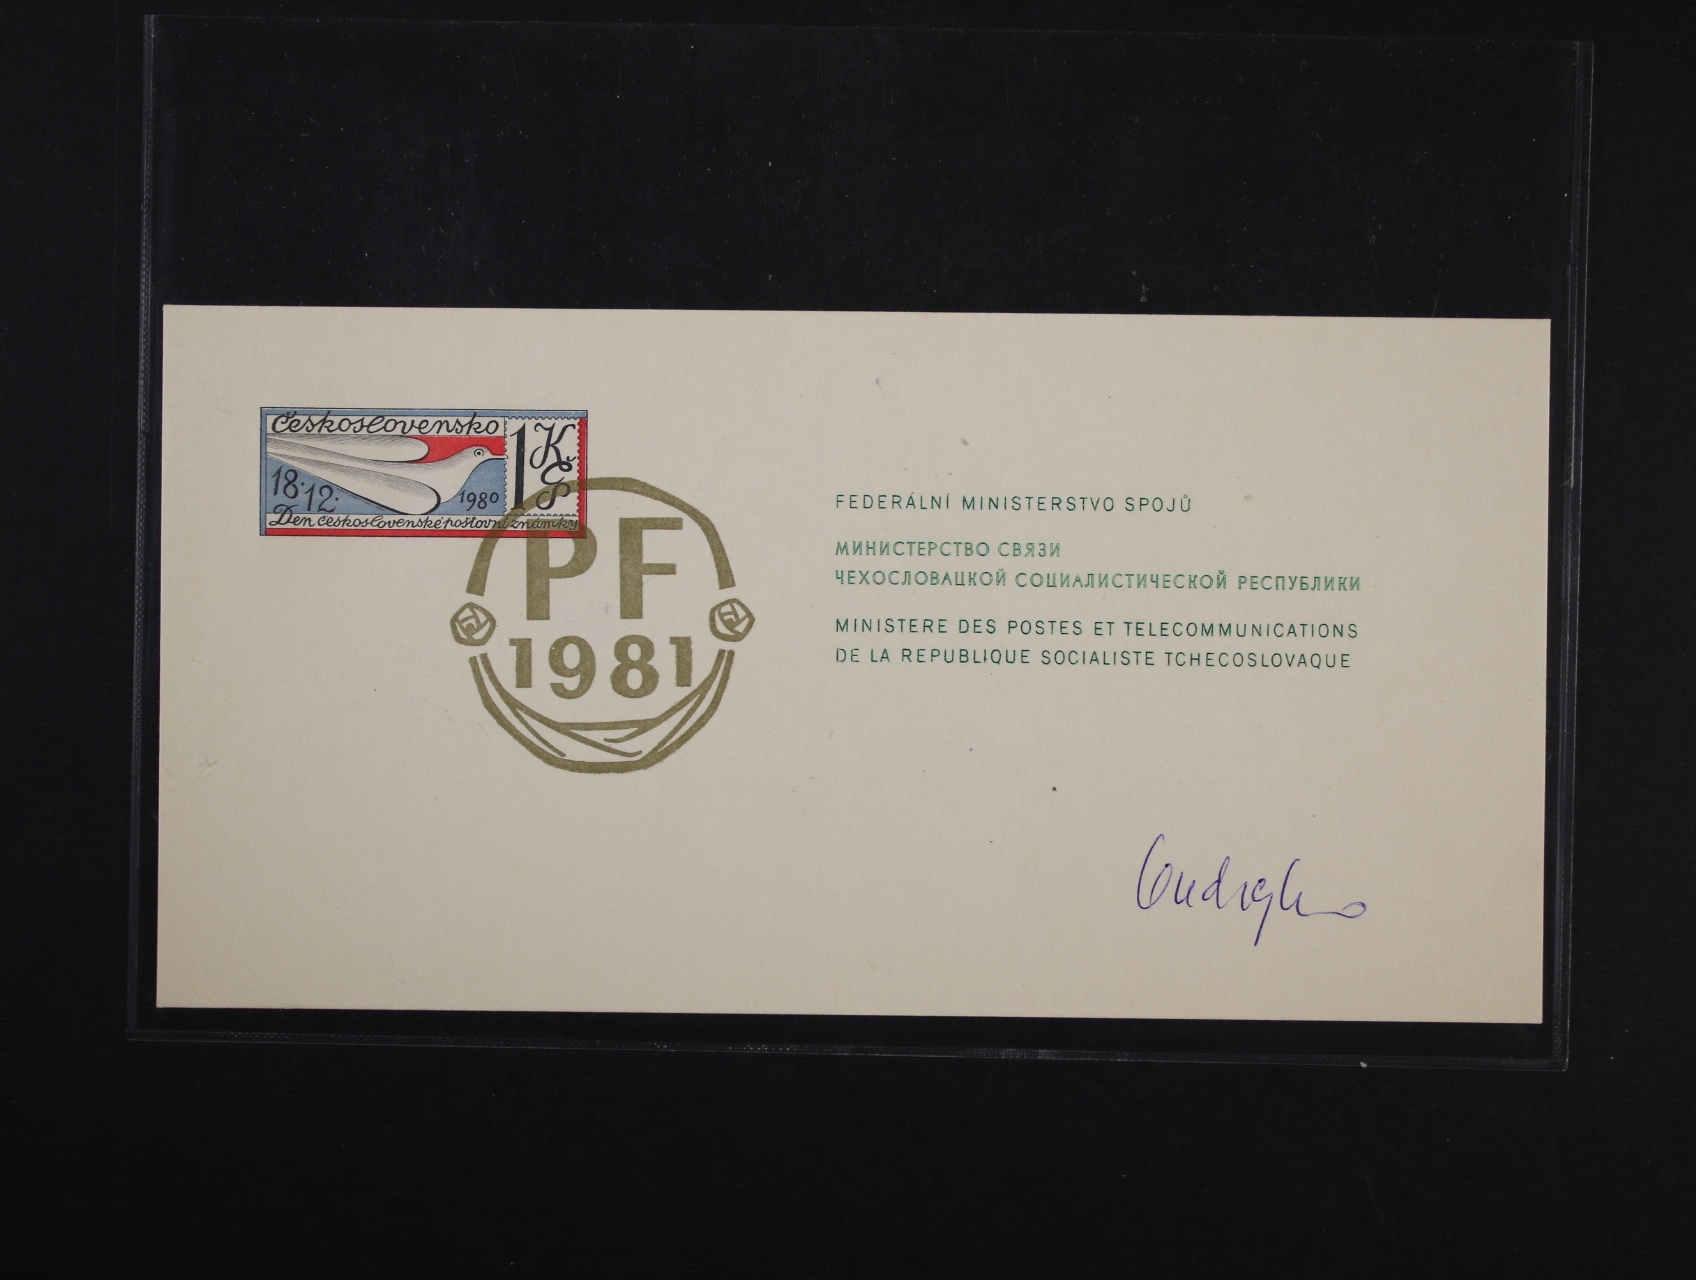 Československo
1 Kčs
18.12. 1980
Den československé poštovní známky
PF
1981
FEDERÁLNÍ MINISTERSTVO SPOJŮ
МИНИСТЕРСТВО СВЯЗИ
ЧЕХОСЛОВАЦКОЙ СОЦИАЛИСТИЧЕСКОЙ РЕСПУБЛИКИ
MINISTERE DES POSTES ET TELECOMMUNICATIONS
DE LA REPUBLIQUE SOCIALISTE TCHECOSLOVAQUE